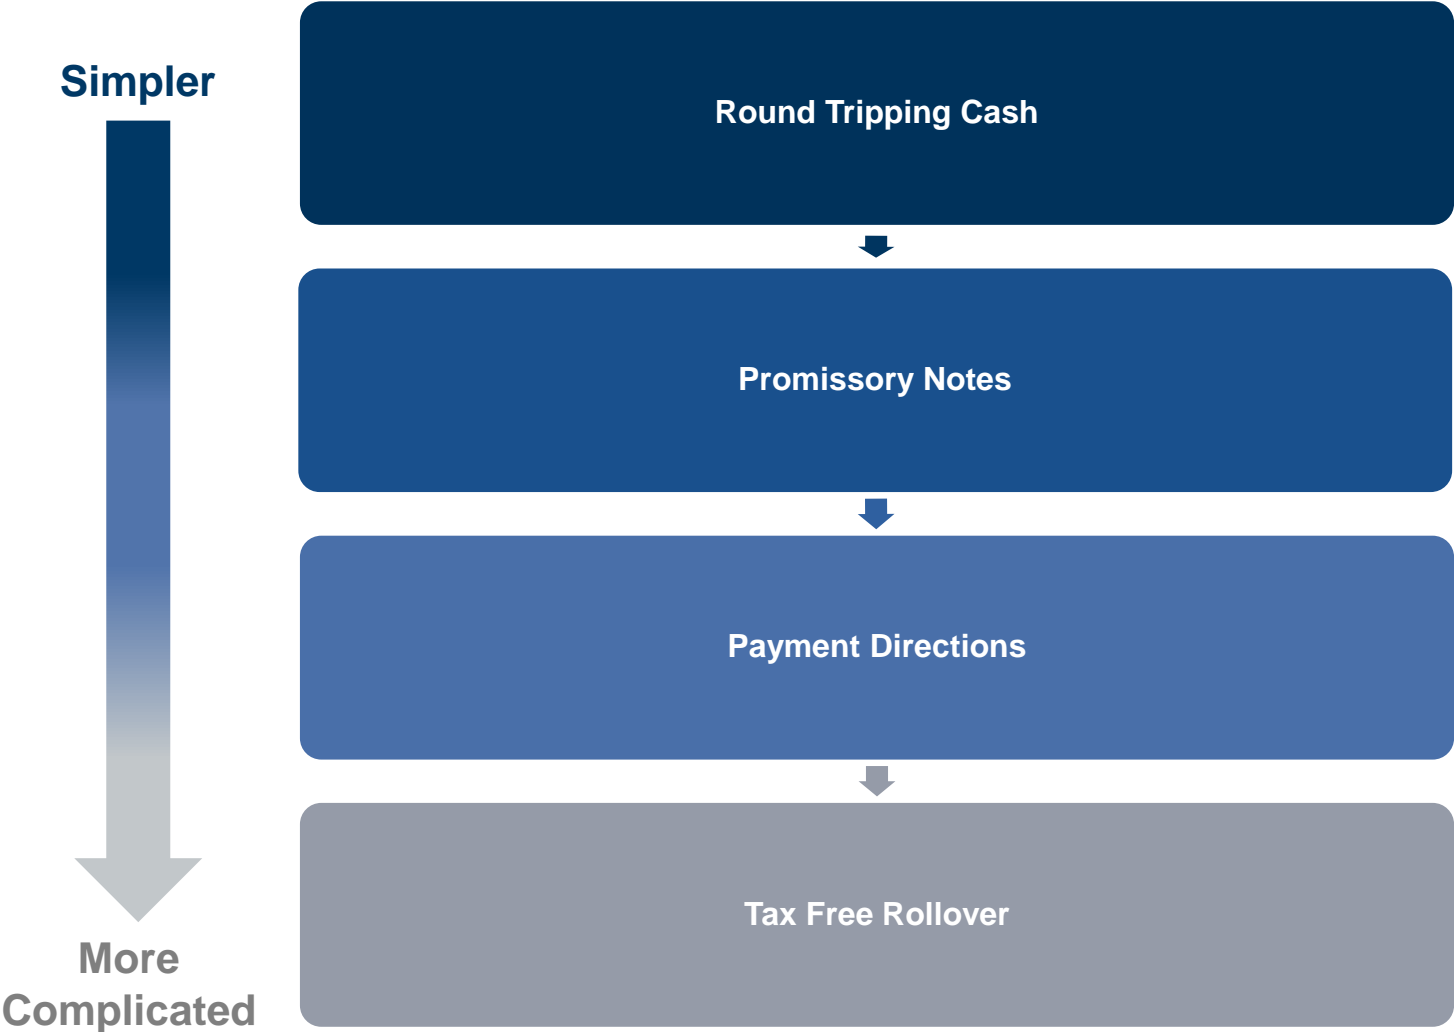 Simpler
Round Tripping Cash
Promissory Notes
Payment Directions
Tax Free Rollover
More
Complicated